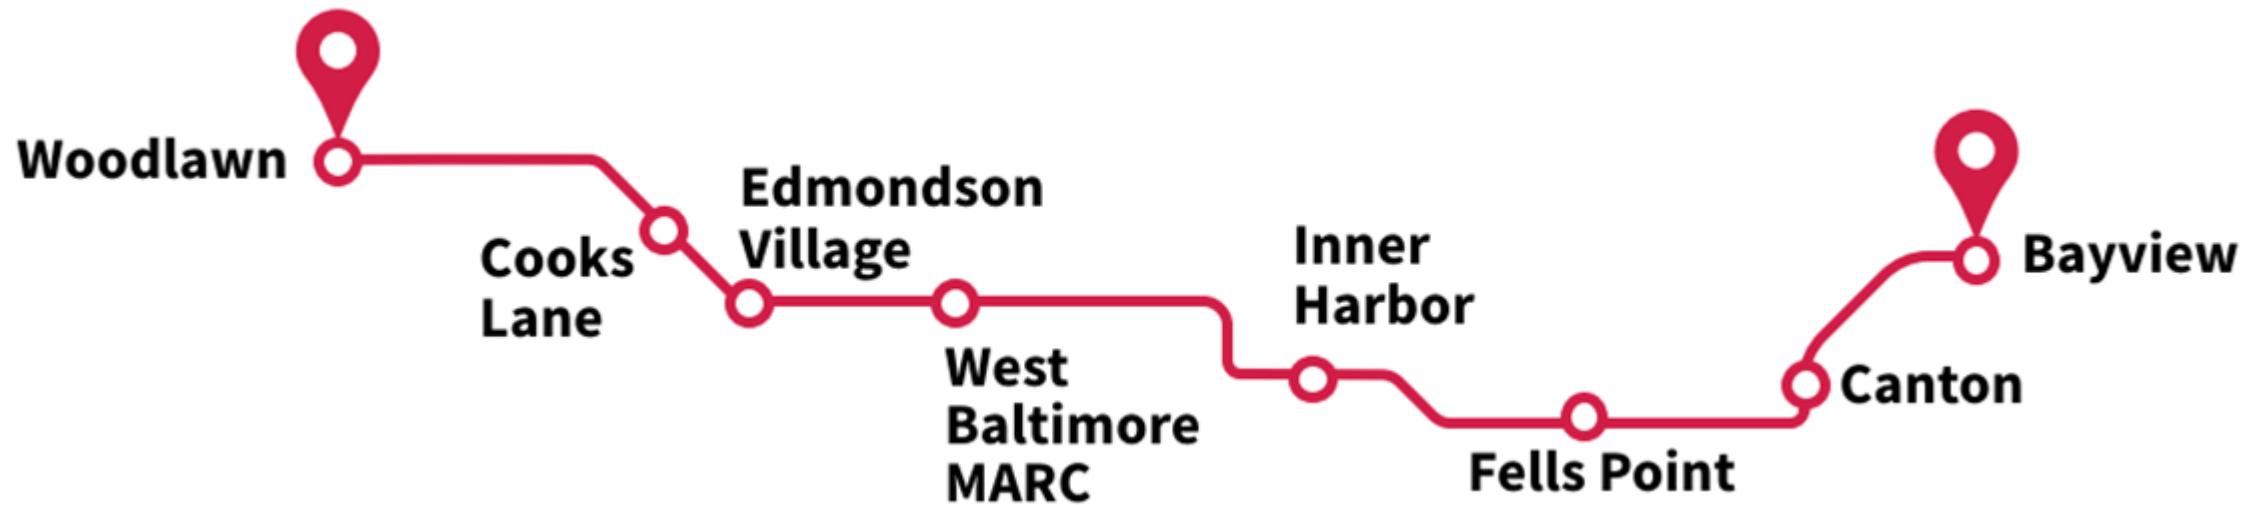 Woodlawn
Cooks
Lane
Edmondson
Village
West
Baltimore
MARC
Inner
Harbor
Fells Point
Canton
Bayview